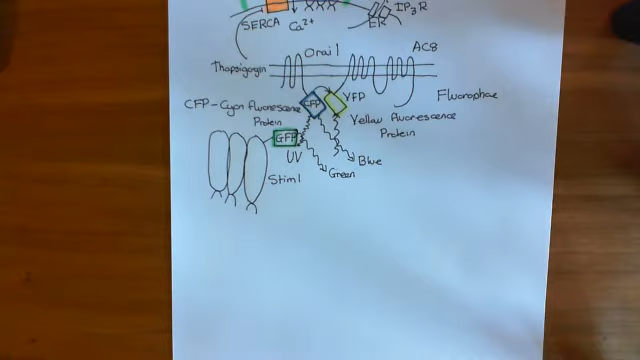 IP3R
SERCA Ca2+ ER
Orai1 AC8
Thapsigargin
CFP YFP Fluorophae
CFP-Cyan fluorescence
Protein
Yellow fluorescence
Protein
GFP
UV Blue
Green
Stim1